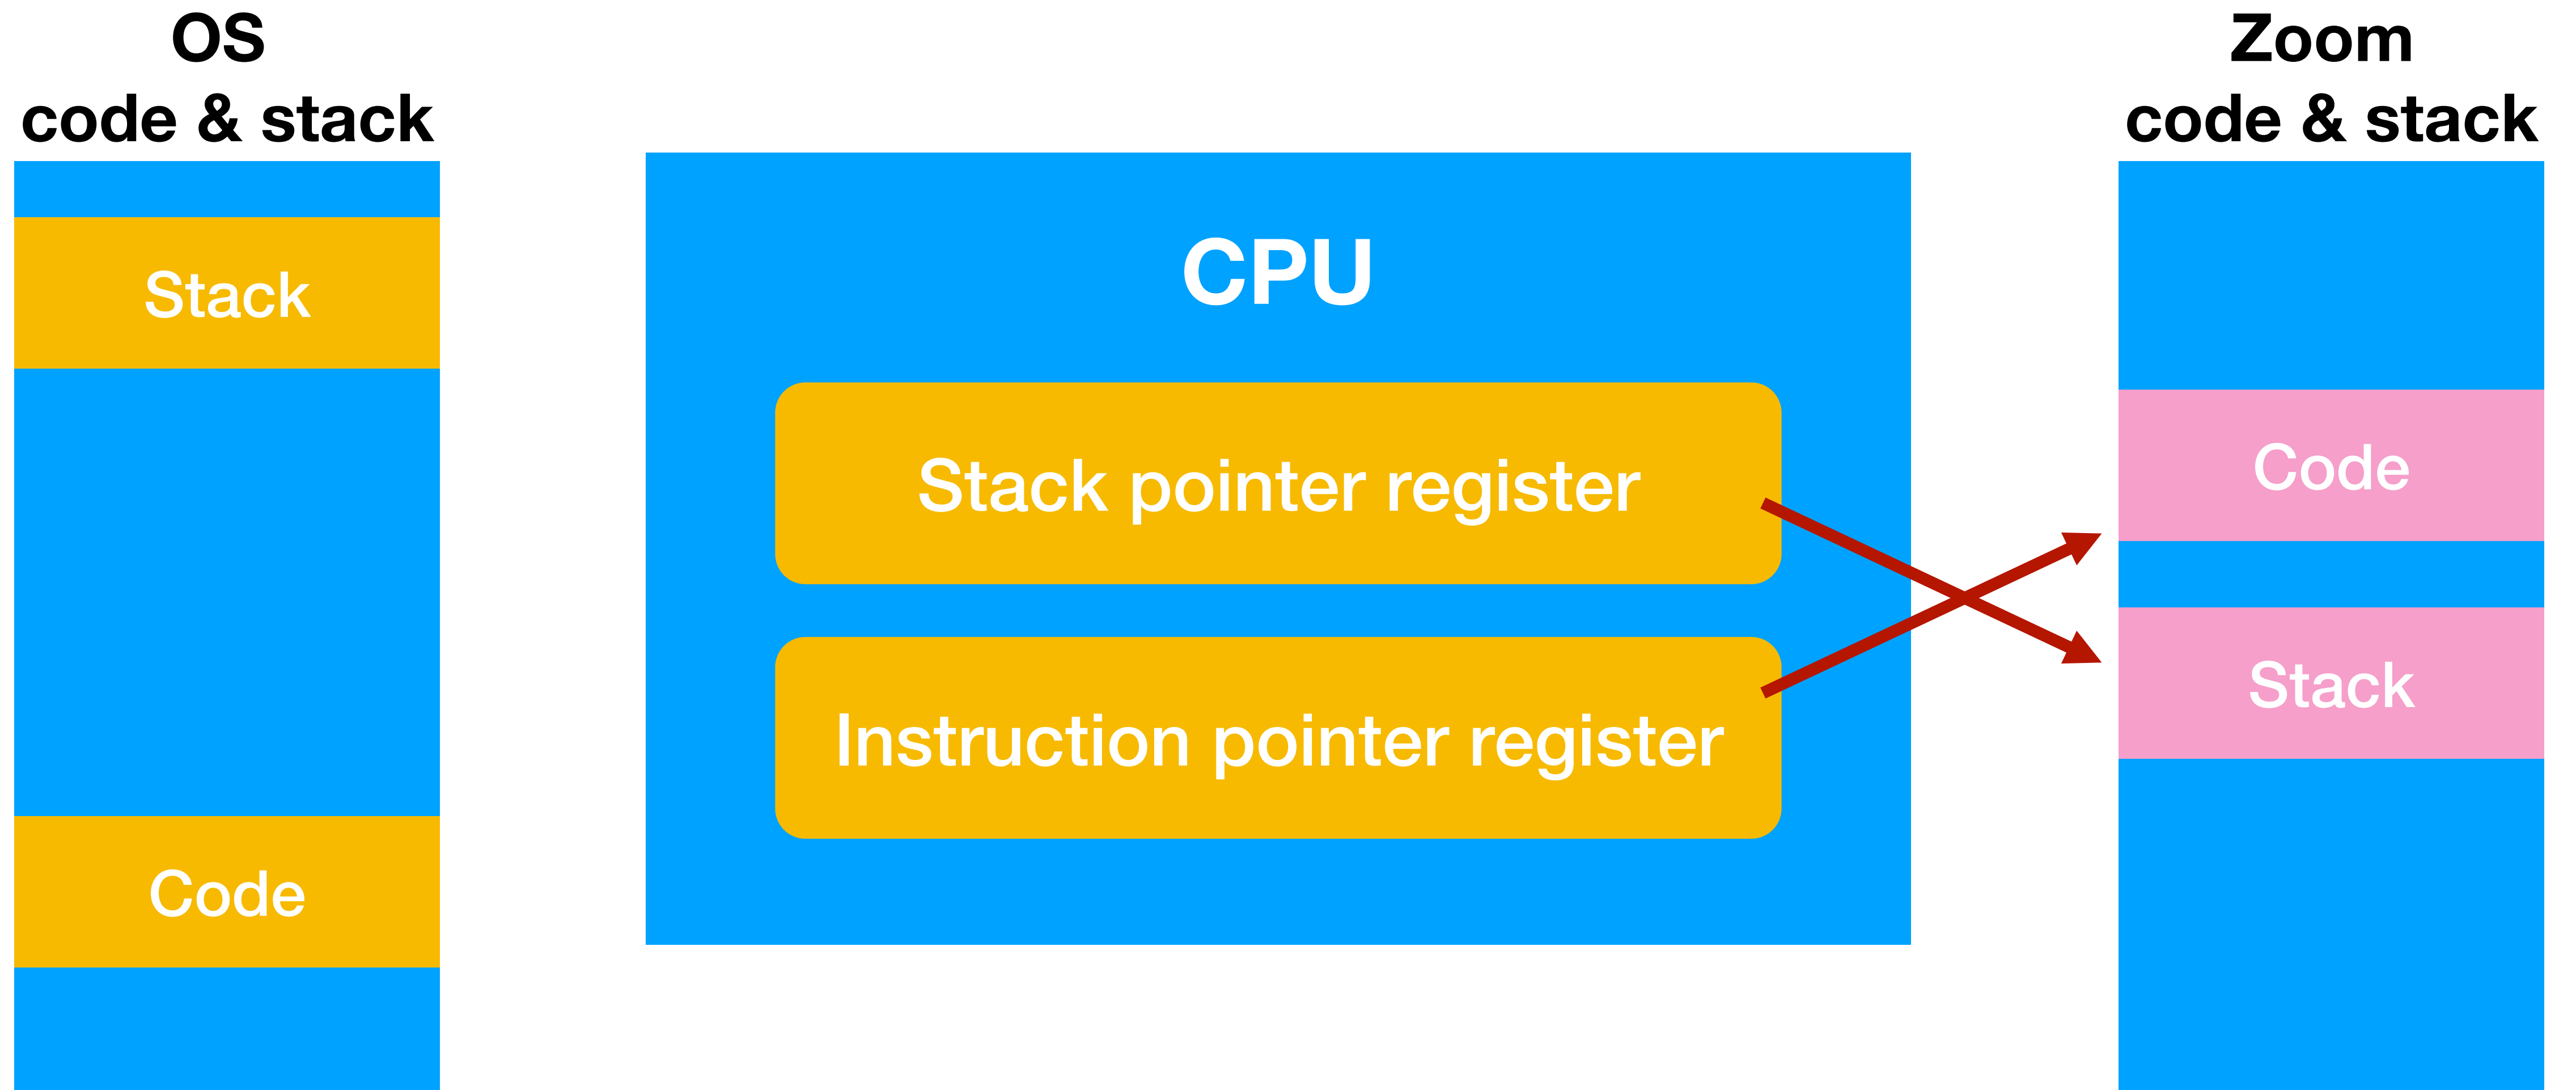 OS
code & stack
Stack
Code
CPU
Stack pointer register
Instruction pointer register
Zoom
code & stack
Code
Stack